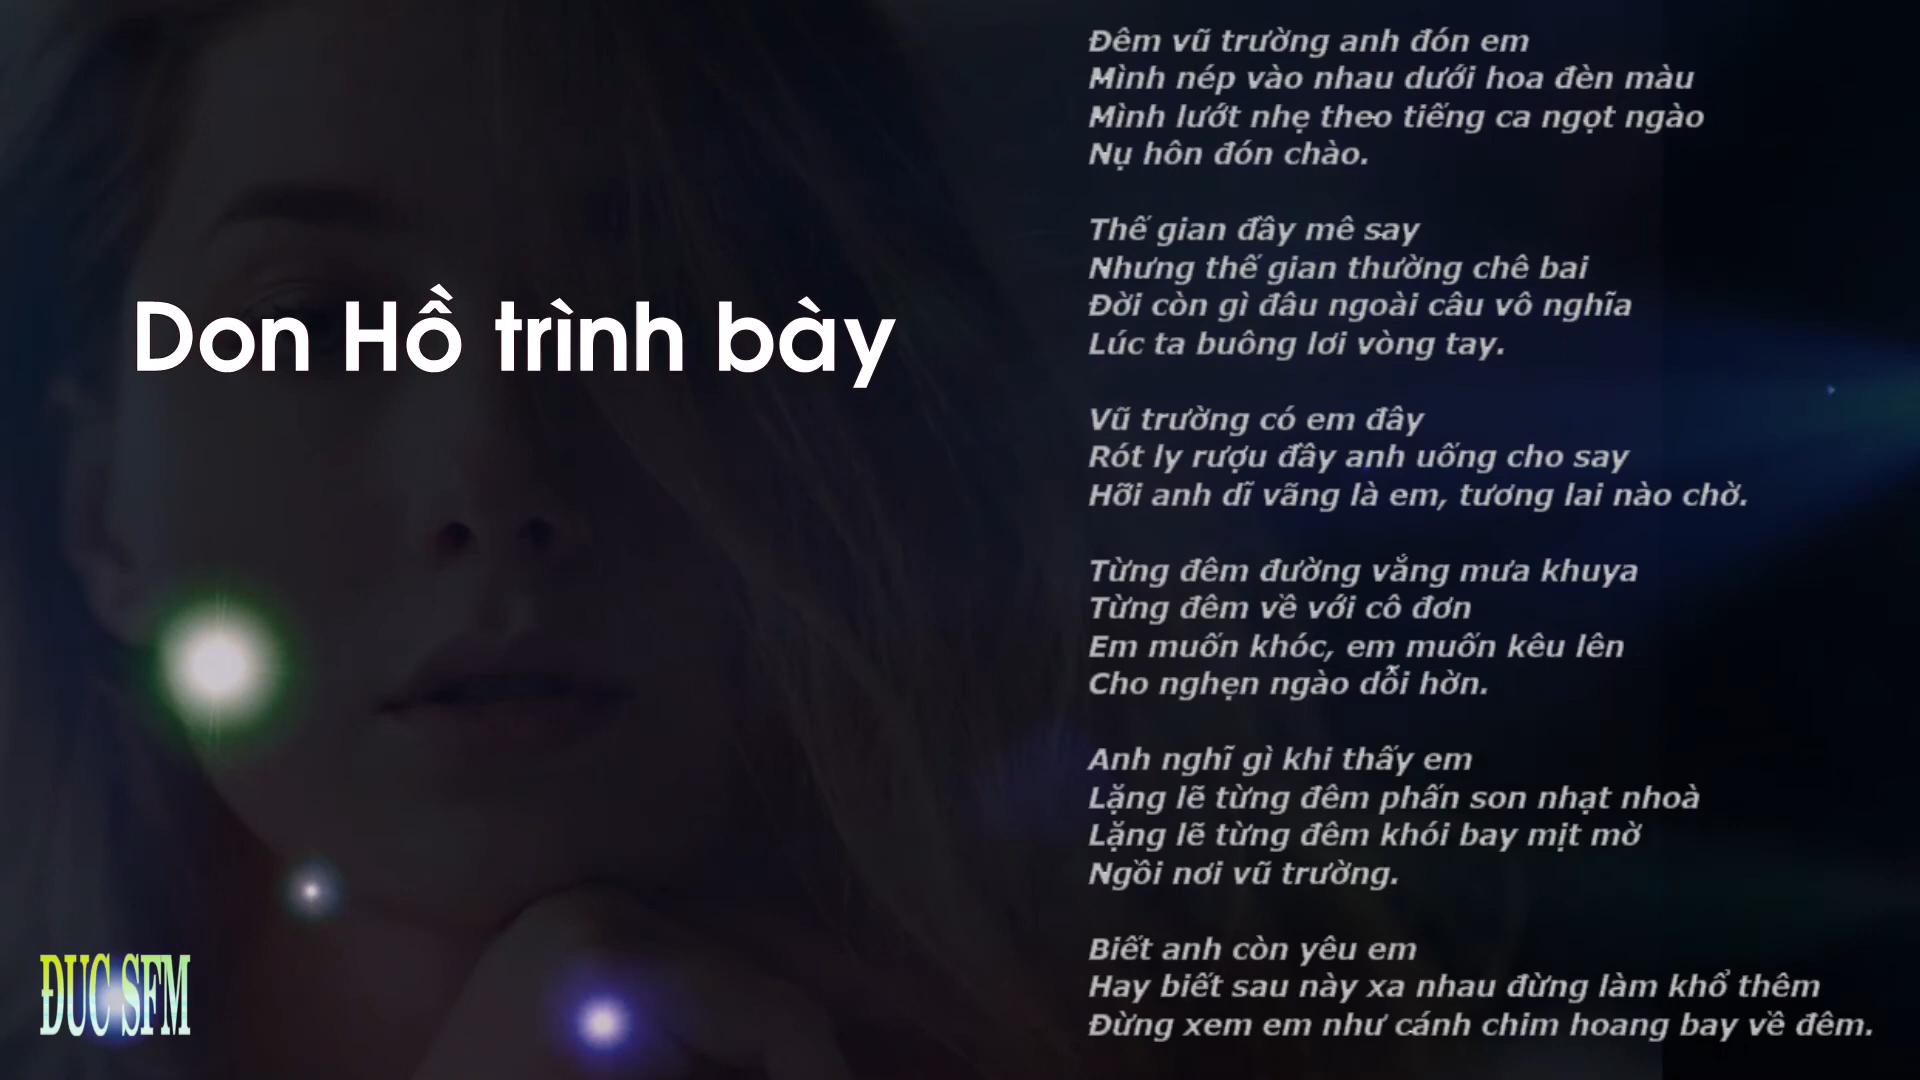 Don Hồ trình bày
Đêm vũ trường anh đón em
Mình nép vào nhau dưới hoa đèn màu
Mình lướt nhẹ theo tiếng ca ngọt ngào
Nụ hôn đón chào.
Thế gian đầy mê say
Nhưng thế gian thường chê bai
Đời còn gì đâu ngoài câu vô nghĩa
Lúc ta buông lơi vòng tay.
Vũ trường có em đây
Rót ly rượu đầy anh uống cho say
Hỡi anh dĩ vãng là em, tương lai nào chờ.
Từng đêm đường vắng mưa khuya
Từng đêm về với cô đơn
Em muốn khóc, em muốn kêu lên
Cho nghẹn ngào dỗi hờn.
Anh nghĩ gì khi thấy em
Lặng lẽ từng đêm phấn son nhạt nhoà
Lặng lẽ từng đêm khói bay mịt mờ
Ngồi nơi vũ trường.
Biết anh còn yêu em
Hay biết sau này xa nhau đừng làm khổ thêm
Đừng xem em như cánh chim hoang bay về đêm.
ĐUC SFM